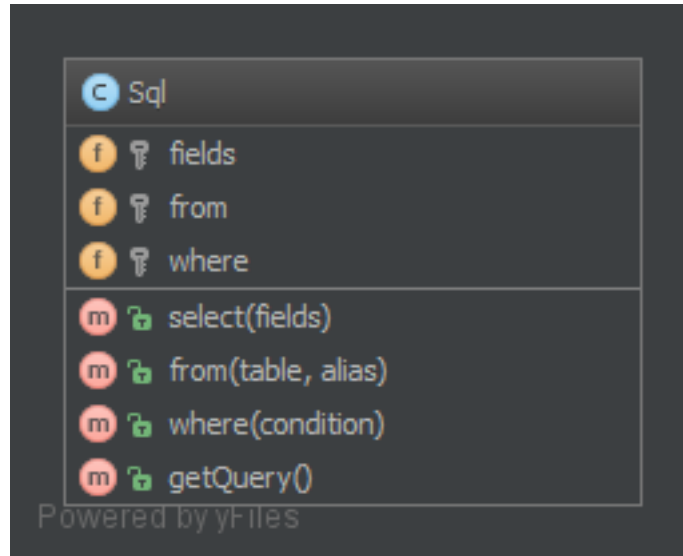 C Sql
f fields
f from
f where
m select(fields)
m from(table, alias)
m where(condition)
m getQuery()
Powered by yFiles